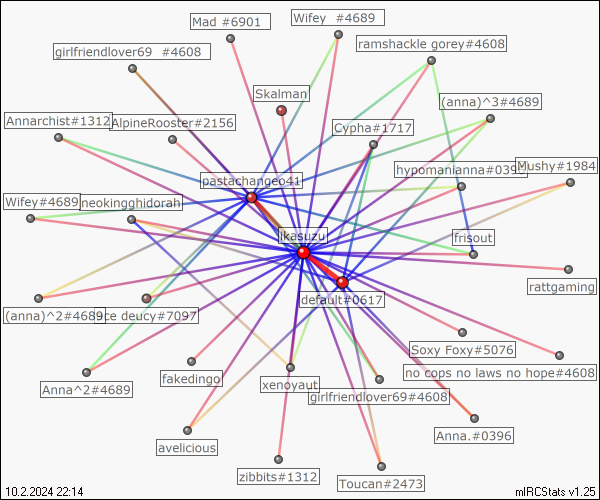 Mad #6901
Wifey  #4689
girlfriendlover69  #4608
ramshackle gorey#4608
Skalman
(anna)^3#4689
Annarchist#1312
AlpineRooster#2156
Cypha#1717
hypomanianna#0396
Mushy#1984
pastachangeo41
Wifey#4689
neokingghidorah
ikasuzu
frisout
rattgaming
default#0617
(anna)^2#4689
deucy#7097
Soxy Foxy#5076
no cops no laws no hope#4608
Anna^2#4689
fakedingo
xenoyaut
girlfriendlover69#4608
Anna.#0396
avelicious
zibbits#1312
Toucan#2473
10.2.2024 22:14
mIRCStats v1.25